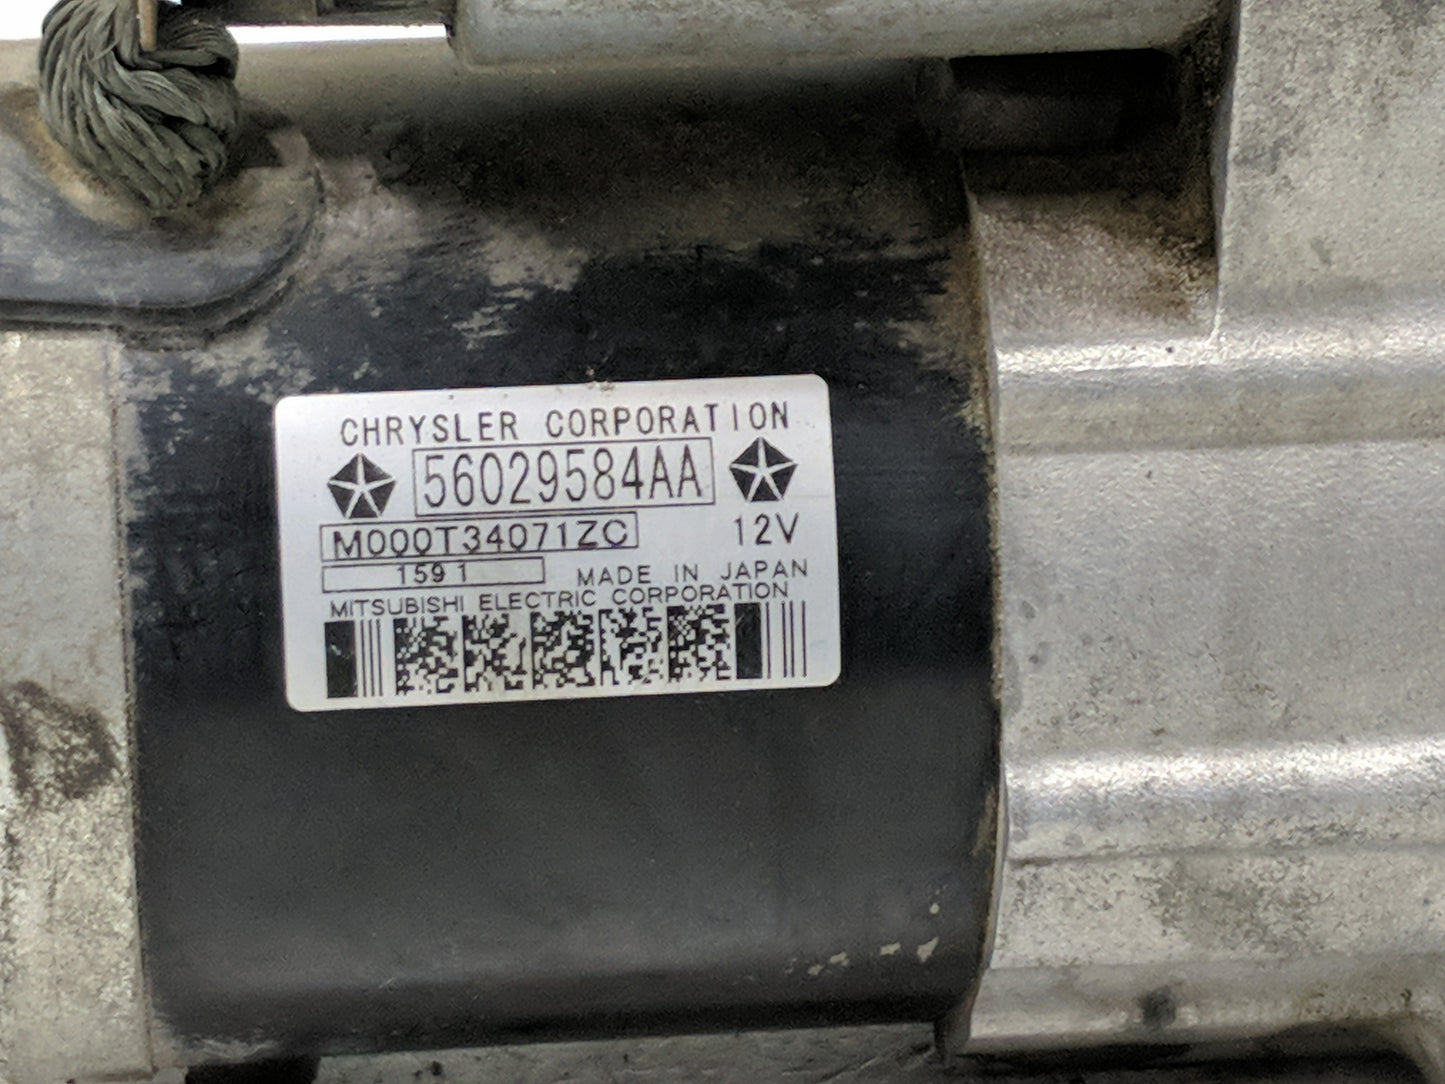 CHRYSLER CORPORATION
56029584AA
M000T34071ZC 12V
1591 MADE IN JAPAN
MITSUBISHI ELECTRIC CORPORATION